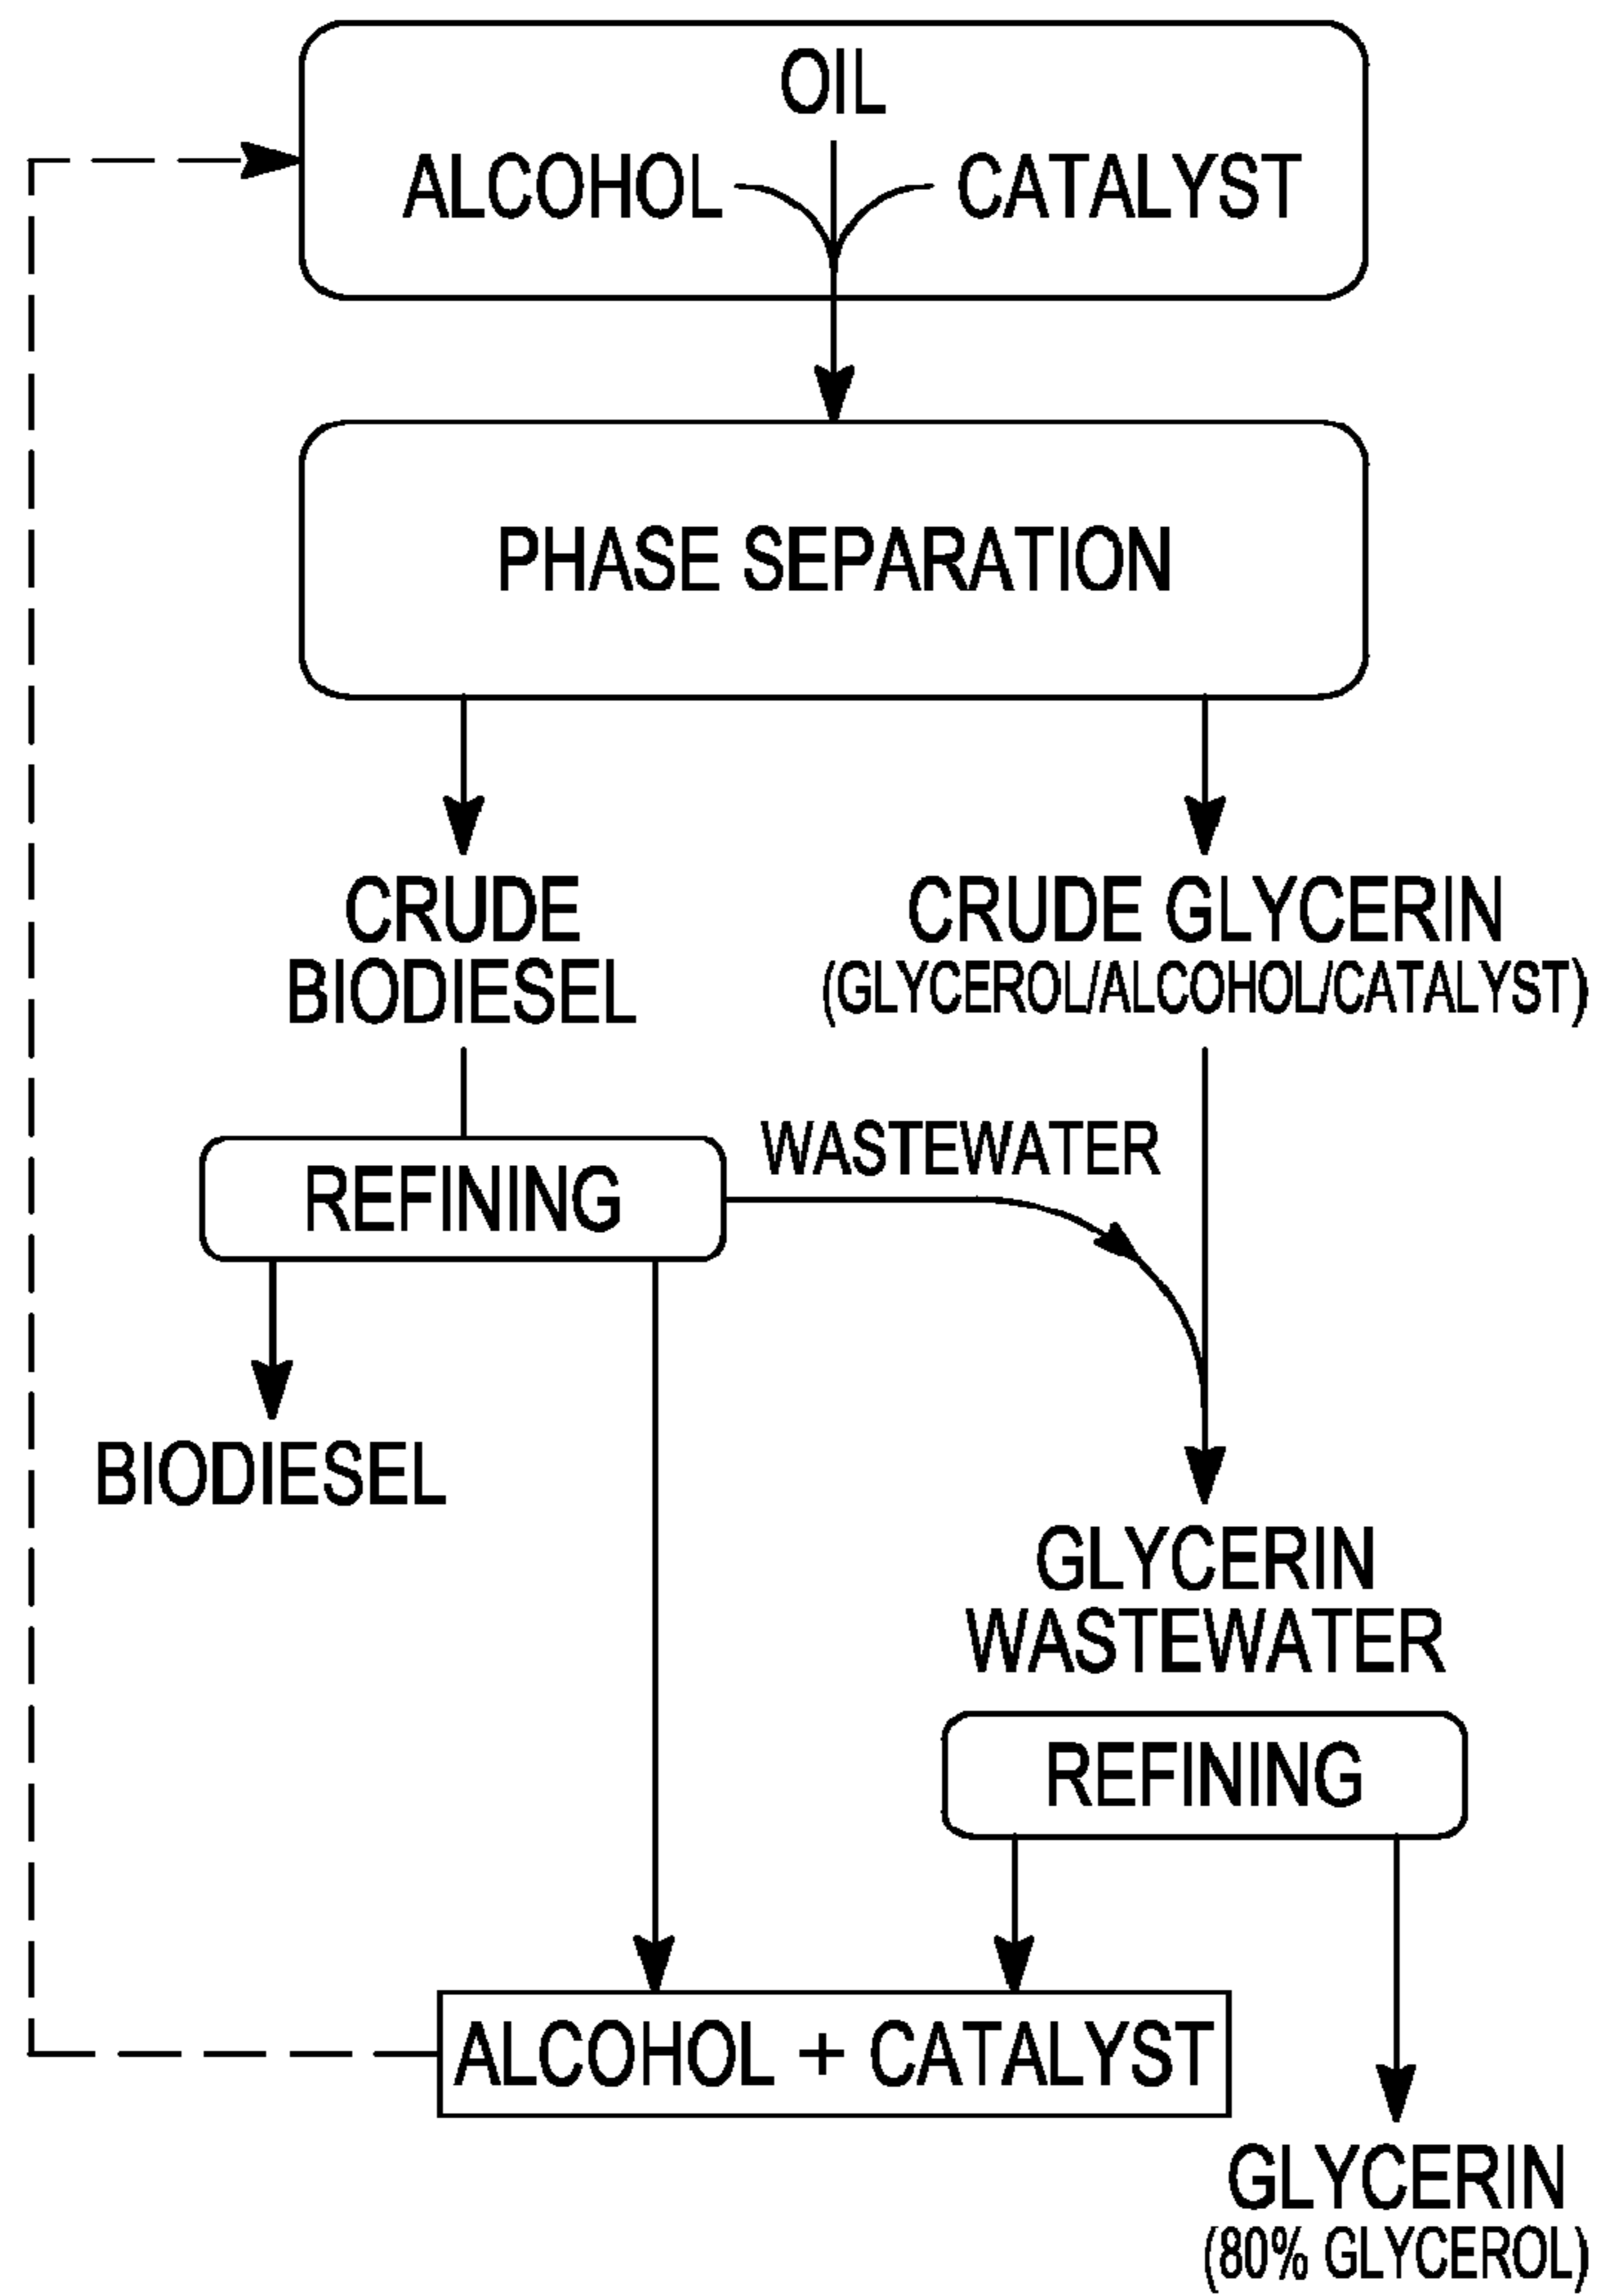 OIL
ALCOHOL CATALYST
PHASE SEPARATION
CRUDE
BIODIESEL
CRUDE GLYCERIN
(GLYCEROL/ALCOHOL/CATALYST)
REFINING
WASTEWATER
BIODIESEL
GLYCERIN
WASTEWATER
REFINING
ALCOHOL + CATALYST
GLYCERIN
(80% GLYCEROL)